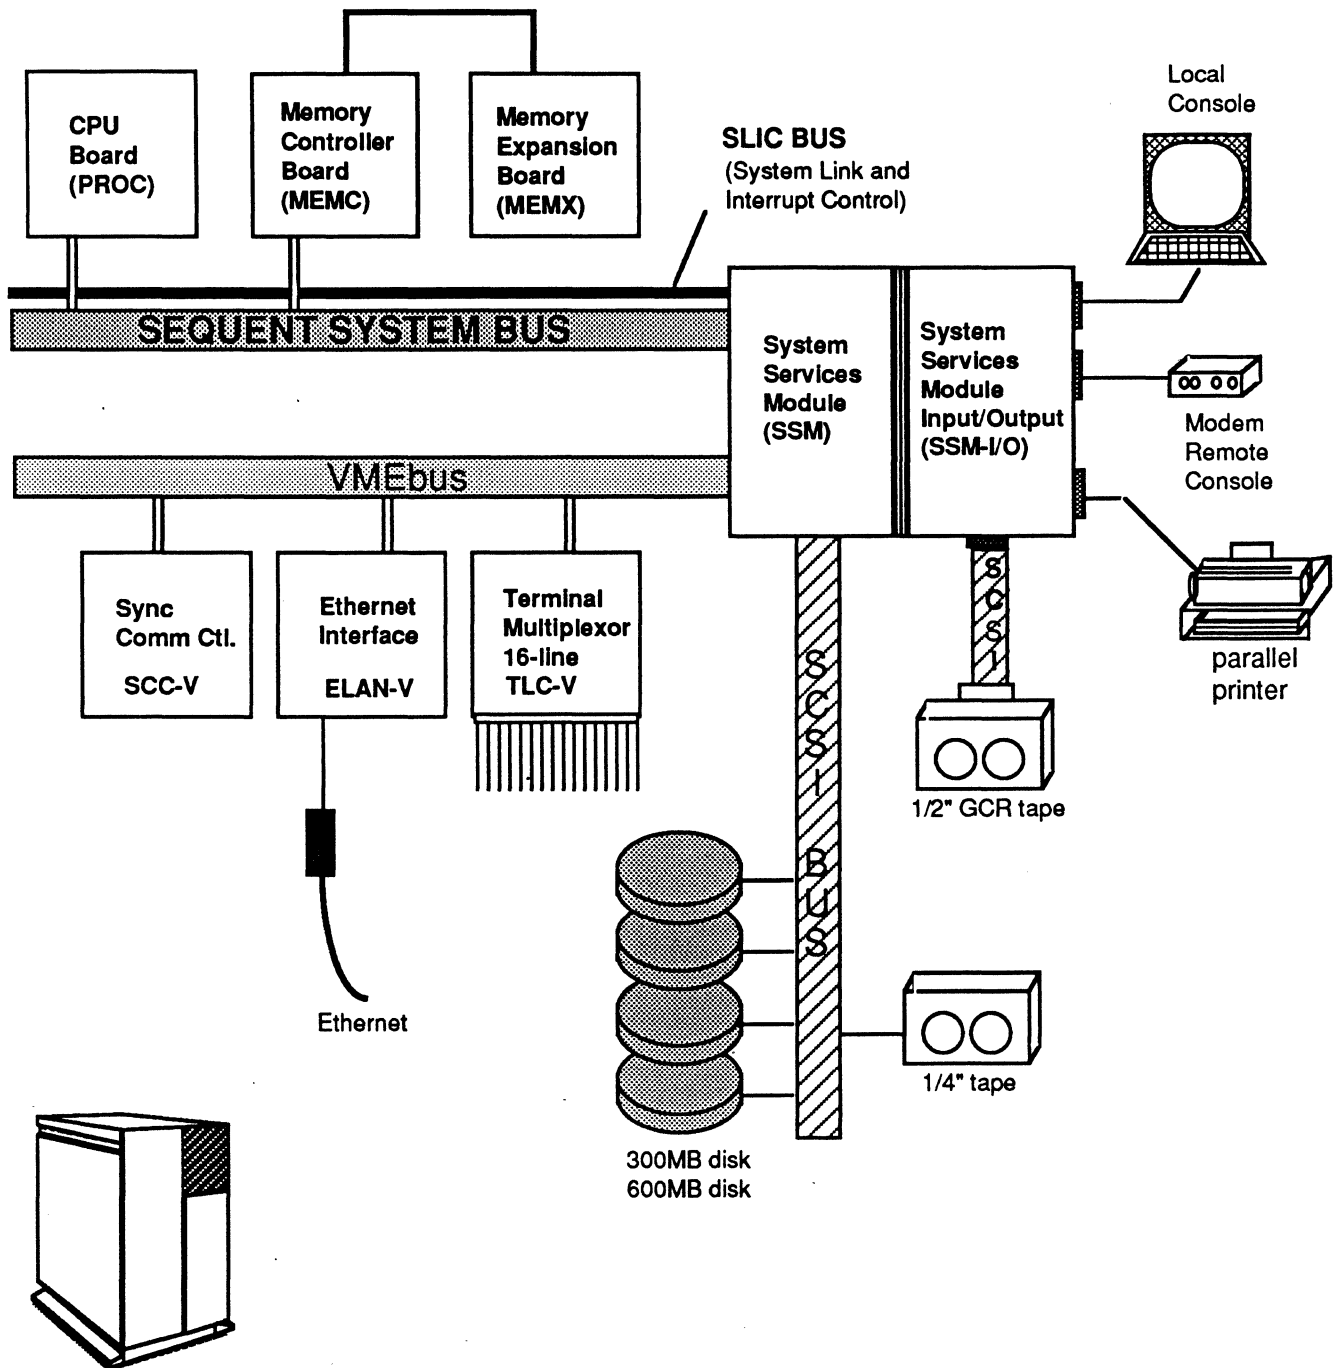 CPU
Board
(PROC)
Memory
Controller
Board
(MEMC)
Memory
Expansion
Board
(MEMX)
SLIC BUS
(System Link and
Interrupt Control)
Local
Console
SEQUENT SYSTEM BUS
System
Services
Module
(SSM)
System
Services
Module
Input/Output
(SSM-I/O)
Modem
Remote
Console
VMEbus
Sync
Comm Ctl.
SCC-V
Ethernet
Interface
ELAN-V
Terminal
Multiplexor
16-line
TLC-V
SCSI BUS
SCSI
parallel
printer
1/2" GCR tape
Ethernet
1/4" tape
300MB disk
600MB disk